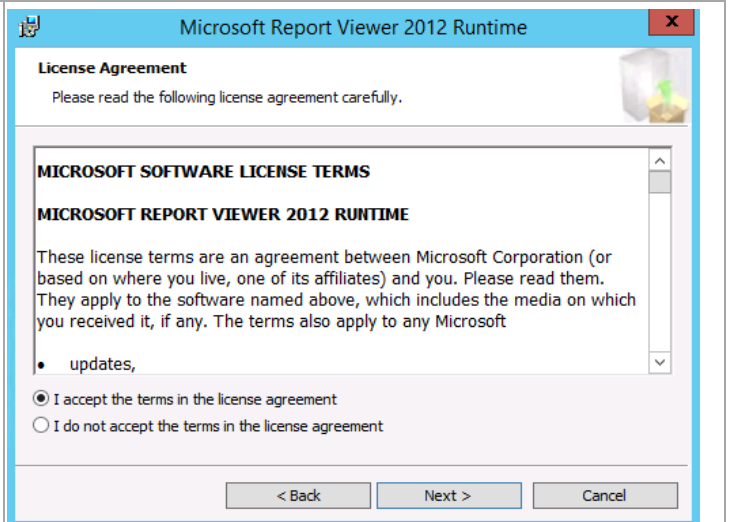 Microsoft Report Viewer 2012 Runtime
x
License Agreement
Please read the following license agreement carefully.
MICROSOFT SOFTWARE LICENSE TERMS
MICROSOFT REPORT VIEWER 2012 RUNTIME
These license terms are an agreement between Microsoft Corporation (or
based on where you live, one of its affiliates) and you. Please read them.
They apply to the software named above, which includes the media on which
you received it, if any. The terms also apply to any Microsoft
• updates,
I accept the terms in the license agreement
I do not accept the terms in the license agreement
< Back Next > Cancel